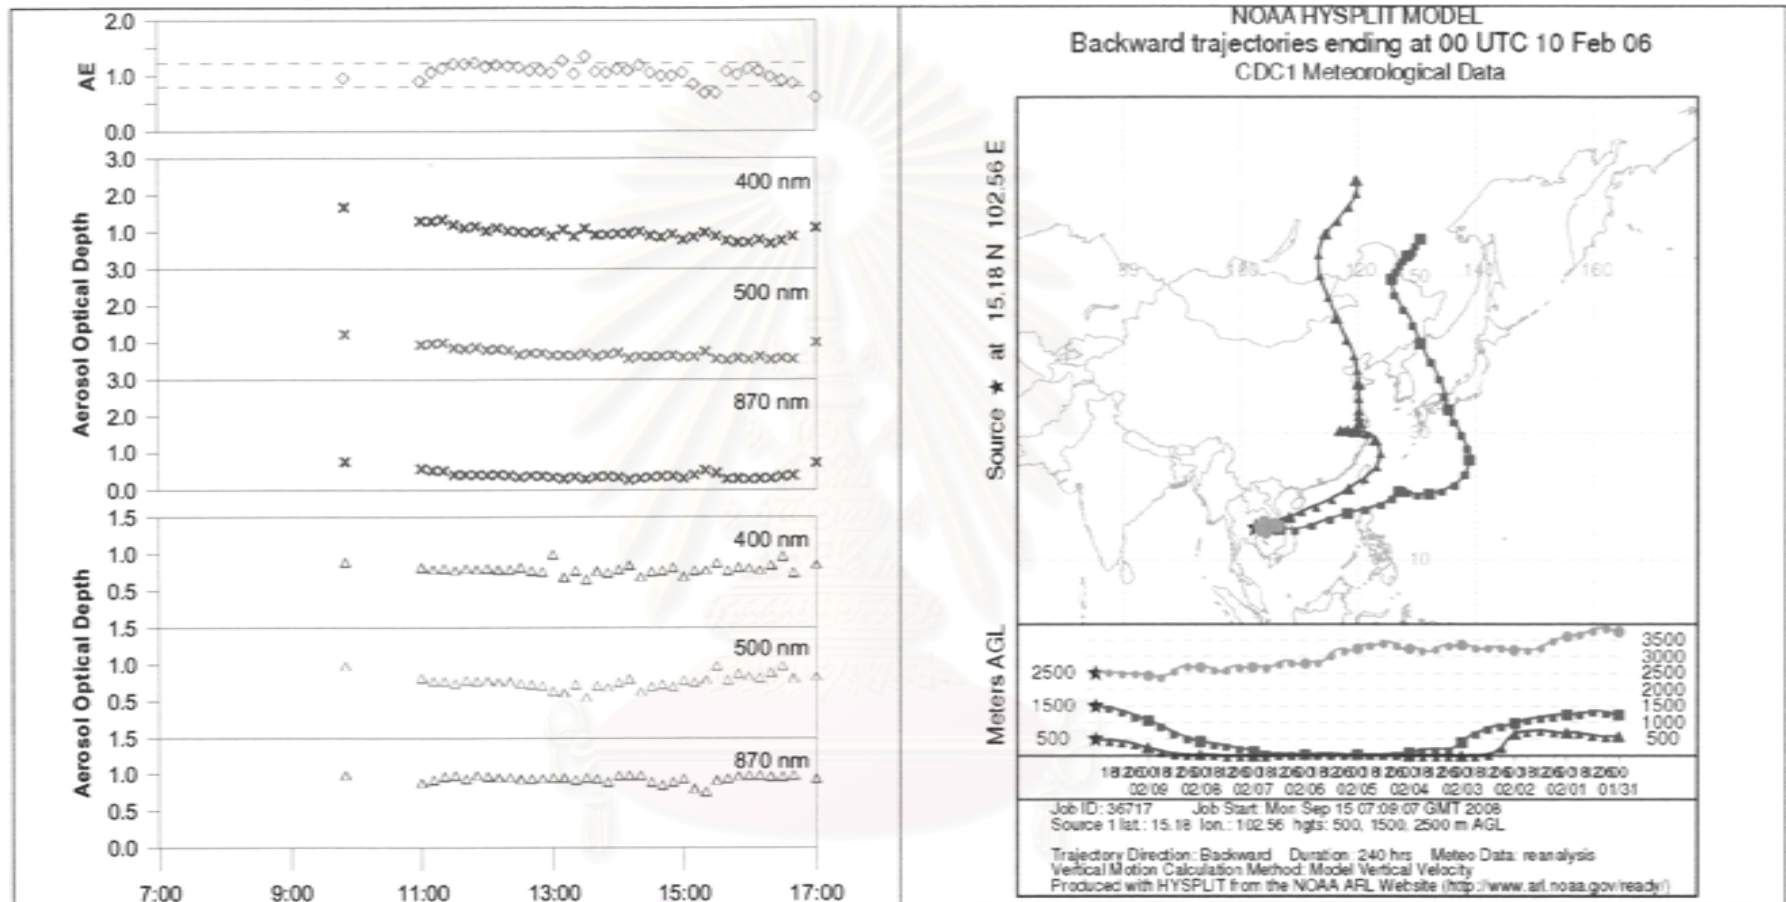 2.0
AE
1.0
0.0
3.0
400 nm
2.0
1.0
Aerosol Optical Depth
3.0
500 nm
2.0
1.0
3.0
870 nm
2.0
1.0
0.0
1.5
400 nm
1.0
0.5
Aerosol Optical Depth
1.5
500 nm
1.0
0.5
1.5
870 nm
1.0
0.5
0.0
7:00 9:00 11:00 13:00 15:00 17:00
NOAA HYSPLIT MODEL
Backward trajectories ending at 00 UTC 10 Feb 06
CDC1 Meteorological Data
Source ★ at 15.18 N 102.56 E
120 50 140 160
10
Meters AGL
2500
1500
500
3500
3000
2500
2000
1500
1000
500
02/09 02/08 02/07 02/06 02/05 02/04 02/03 02/02 02/01 01/31
Job ID: 36717 Job Start: Mon Sep 15 07:09:07 GMT 2008
Source 1 lat.: 15.18 lon.: 102.56 hgts: 500, 1500, 2500 m AGL
Trajectory Direction: Backward Duration: 240 hrs Meteo Data: reanalysis
Vertical Motion Calculation Method: Model Vertical Velocity
Produced with HYSPLIT from the NOAA ARL Website (http://www.arl.noaa.gov/ready/)